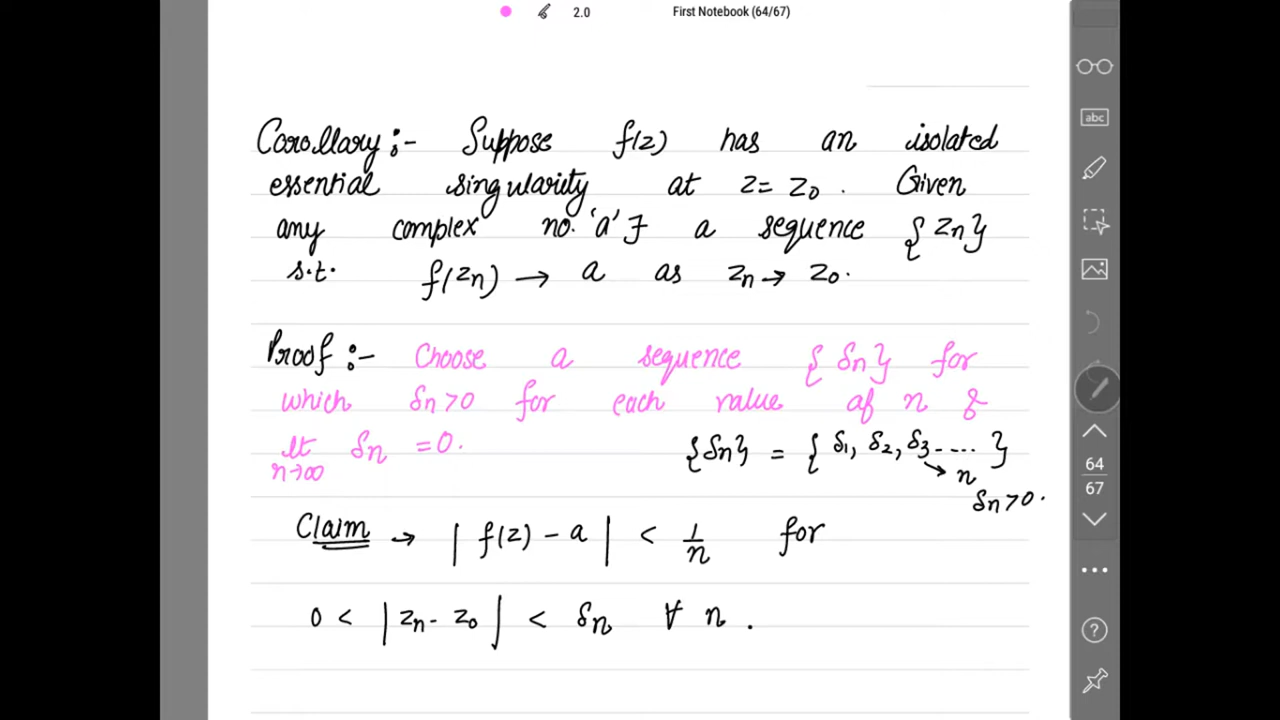 2.0 First Notebook (64/67)
Corollary :- Suppose f(z) has an isolated
essential singularity at z = z₀ . Given
any complex no. 'a' ∃ a sequence {zn}
s.t. f(zn) → a as zn → z₀.
Proof :- Choose a sequence {δn} for
which δn>0 for each value of n &
lt δn = 0.
n→∞
{δn} = {δ1, δ2, δ3 ..... }
→ n
δn>0.
Claim → | f(z) - a | < 1/n for
0 < | zn - z₀ | < δn ∀ n .
abc
64
67
?